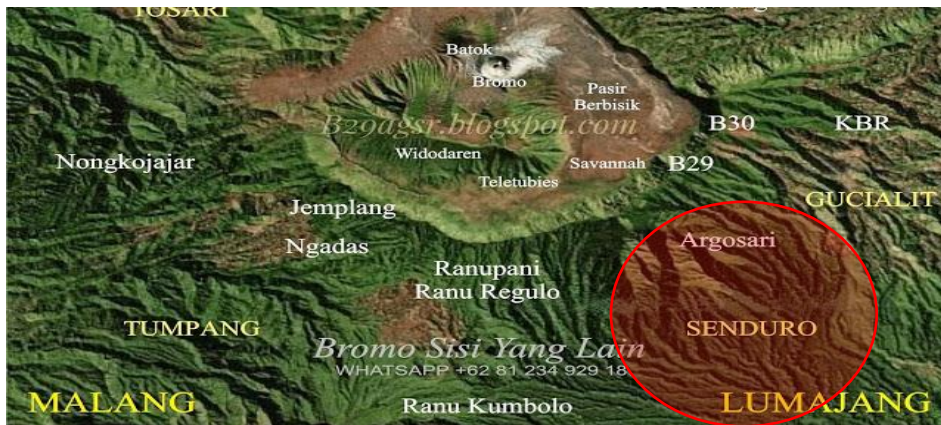 TOSARI
Batok
Bromo
Pasir
Berbisik
B29agsr.blogspot.com
B30
KBR
Widodaren
Savannah
B29
Nongkojajar
Teletubies
GUCIALIT
Jemplang
Argosari
Ngadas
Ranupani
Ranu Regulo
TUMPANG
SENDURO
Bromo Sisi Yang Lain
WHATSAPP +62 81 234 929 18
MALANG
Ranu Kumbolo
LUMAJANG